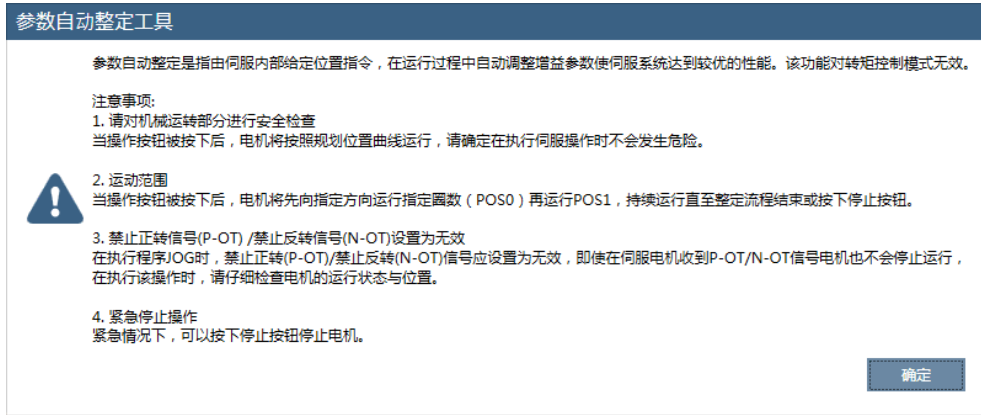 参数自动整定工具
参数自动整定是指由伺服内部给定位置指令，在运行过程中自动调整增益参数使伺服系统达到较优的性能。该功能对转矩控制模式无效。
注意事项:
1. 请对机械运转部分进行安全检查
当操作按钮被按下后，电机将按照规划位置曲线运行，请确定在执行伺服操作时不会发生危险。
2. 运动范围
当操作按钮被按下后，电机将先向指定方向运行指定圈数（POS0）再运行POS1，持续运行直至整定流程结束或按下停止按钮。
3. 禁止正转信号(P-OT) /禁止反转信号(N-OT)设置为无效
在执行程序JOG时，禁止正转(P-OT)/禁止反转(N-OT)信号应设置为无效，即使在伺服电机收到P-OT/N-OT信号电机也不会停止运行，
在执行该操作时，请仔细检查电机的运行状态与位置。
4. 紧急停止操作
紧急情况下，可以按下停止按钮停止电机。
确定